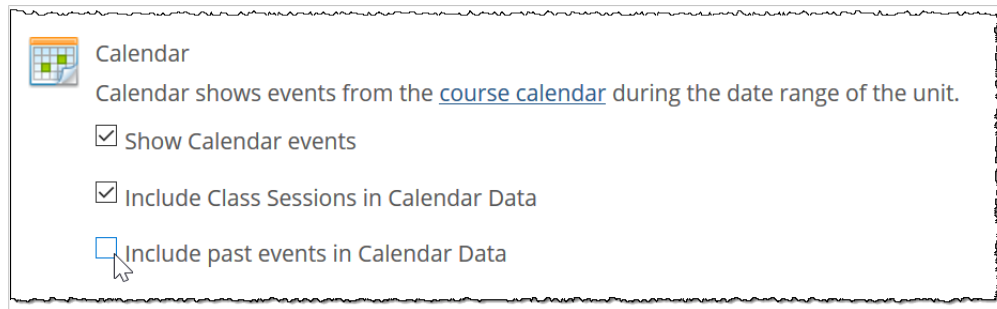 Calendar
Calendar shows events from the course calendar during the date range of the unit.
Show Calendar events
Include Class Sessions in Calendar Data
Include past events in Calendar Data